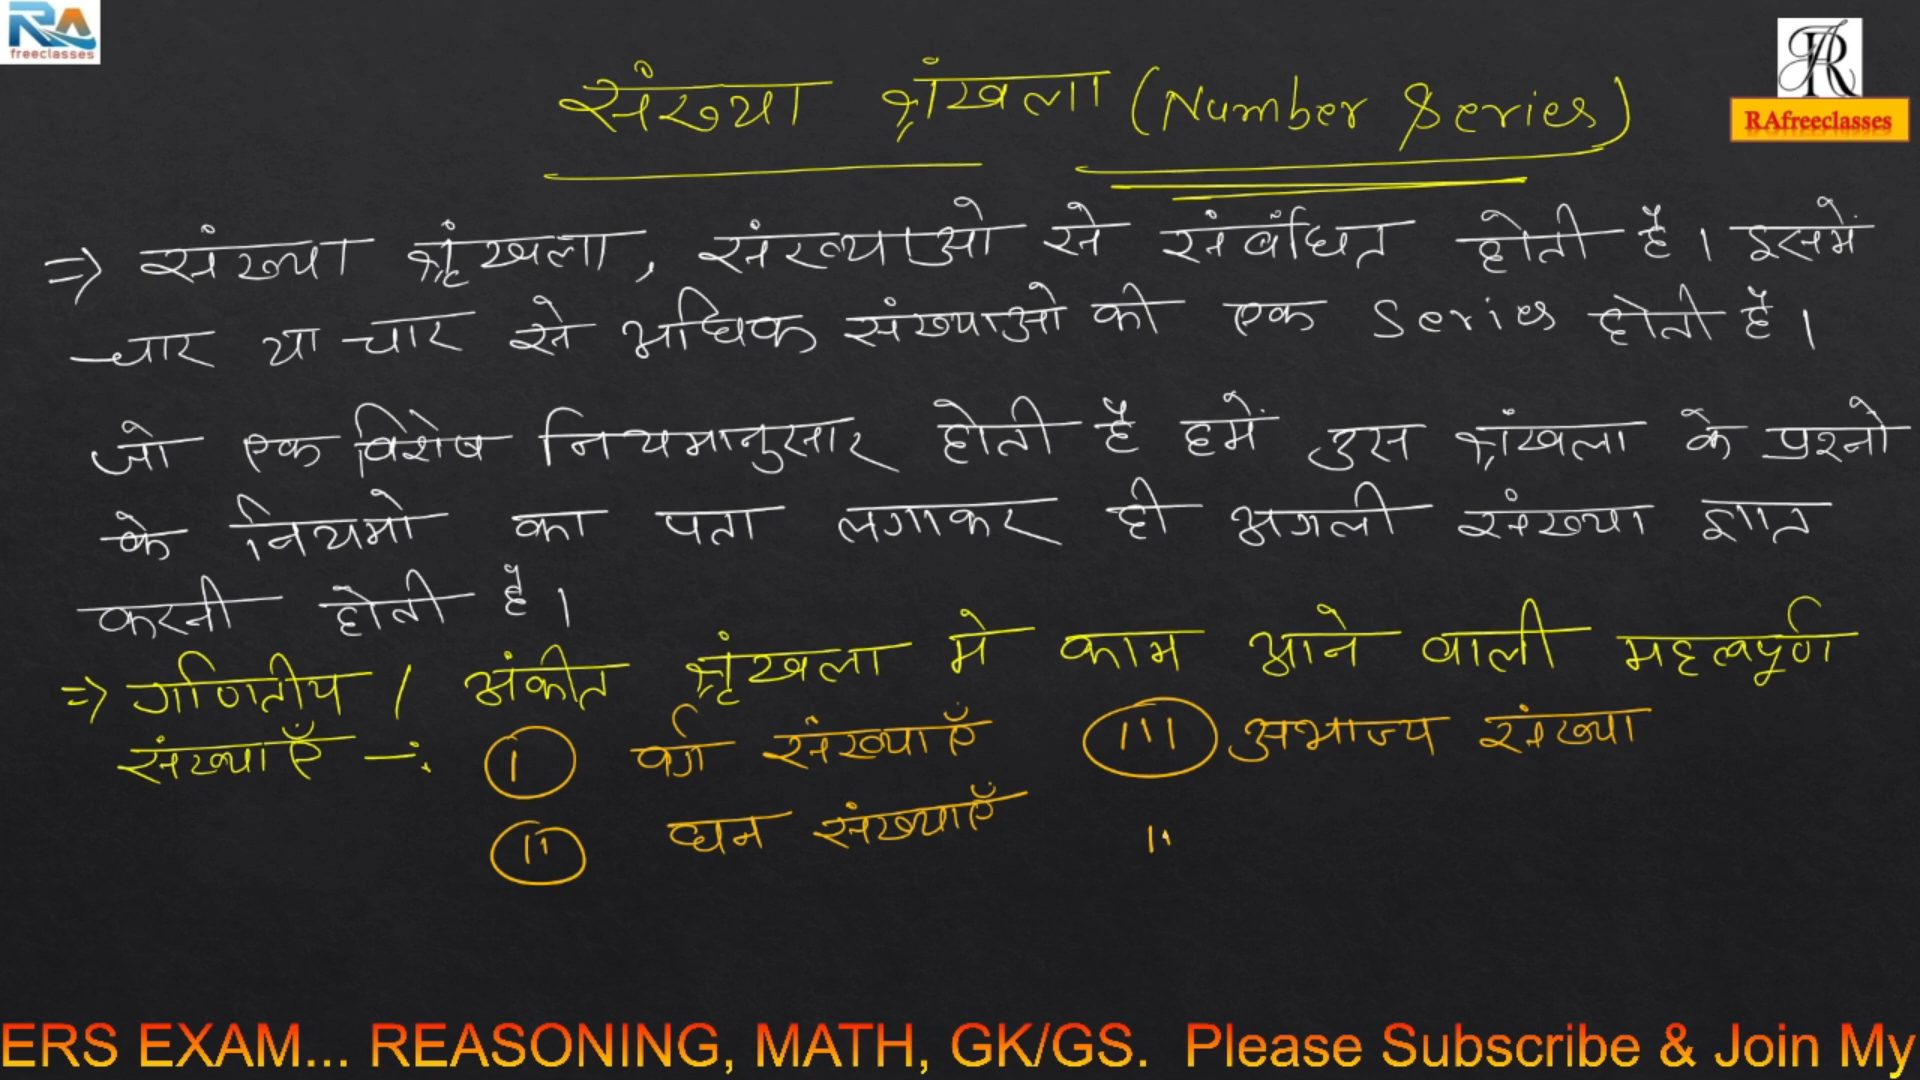 RA
freeclasses
संख्या श्रंखला (Number Series)
RAfreeclasses
=> संख्या श्रृंखला, संख्याओ से संबंधित होती है। इसमें
चार या चार से अधिक संख्याओ की एक Series होती है।
जो एक विशेष नियमानुसार होती है हमें उस श्रंखला के प्रश्नो
के नियमो का पता लगाकर ही अगली संख्या ज्ञात
करनी होती है।
=> गणितीय / अंकीत श्रृंखला मे काम आने वाली महत्वपूर्ण
संख्याएँ -: I वर्ग संख्याएँ III अभाज्य संख्या
II घन संख्याएँ
ERS EXAM... REASONING, MATH, GK/GS. Please Subscribe & Join My